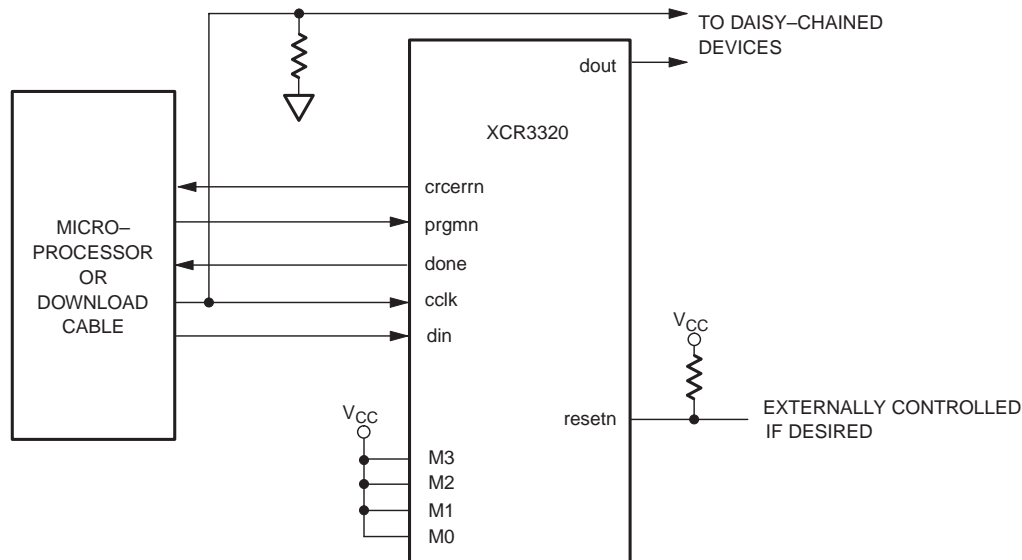 TO DAISY–CHAINED
DEVICES
dout
XCR3320
crcerrn
prgmn
done
cclk
din
MICRO–
PROCESSOR
OR
DOWNLOAD
CABLE
VCC
resetn
EXTERNALLY CONTROLLED
IF DESIRED
VCC
M3
M2
M1
M0